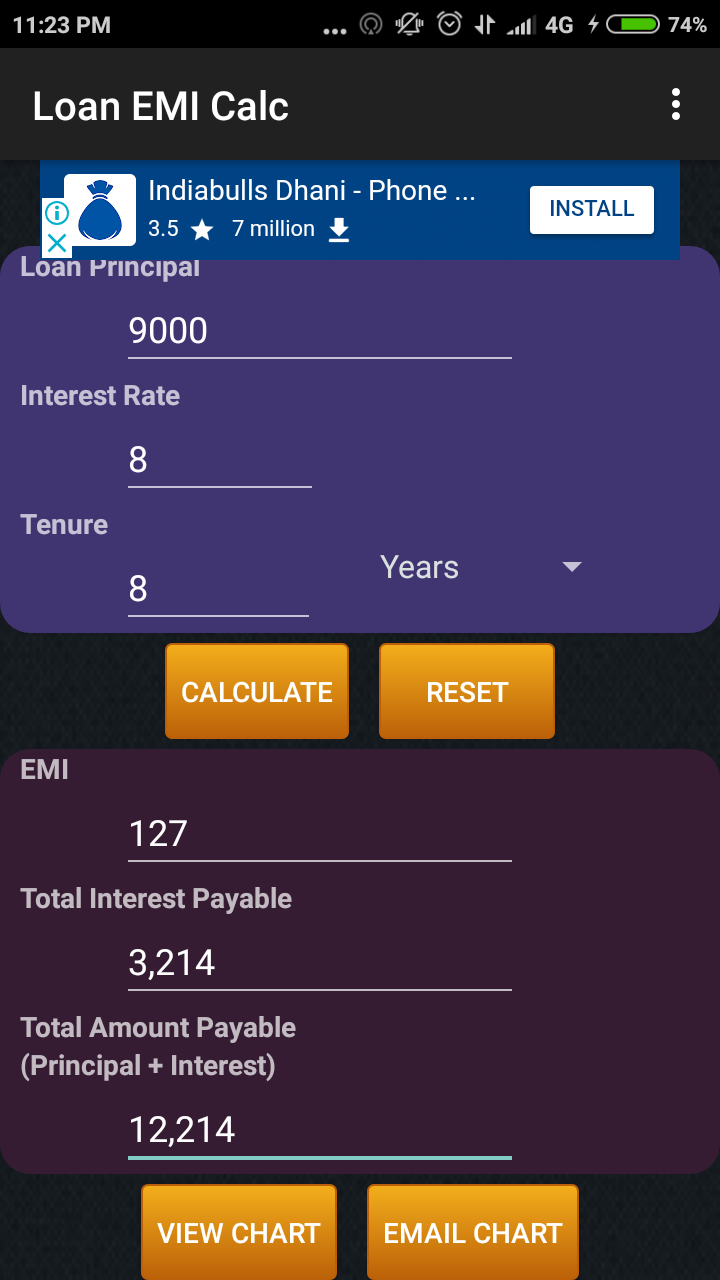 11:23 PM
4G
74%
Loan EMI Calc
Indiabulls Dhani - Phone ...
3.5
7 million
INSTALL
Loan Principal
9000
Interest Rate
8
Tenure
8
Years
CALCULATE
RESET
EMI
127
Total Interest Payable
3,214
Total Amount Payable
(Principal + Interest)
12,214
VIEW CHART
EMAIL CHART